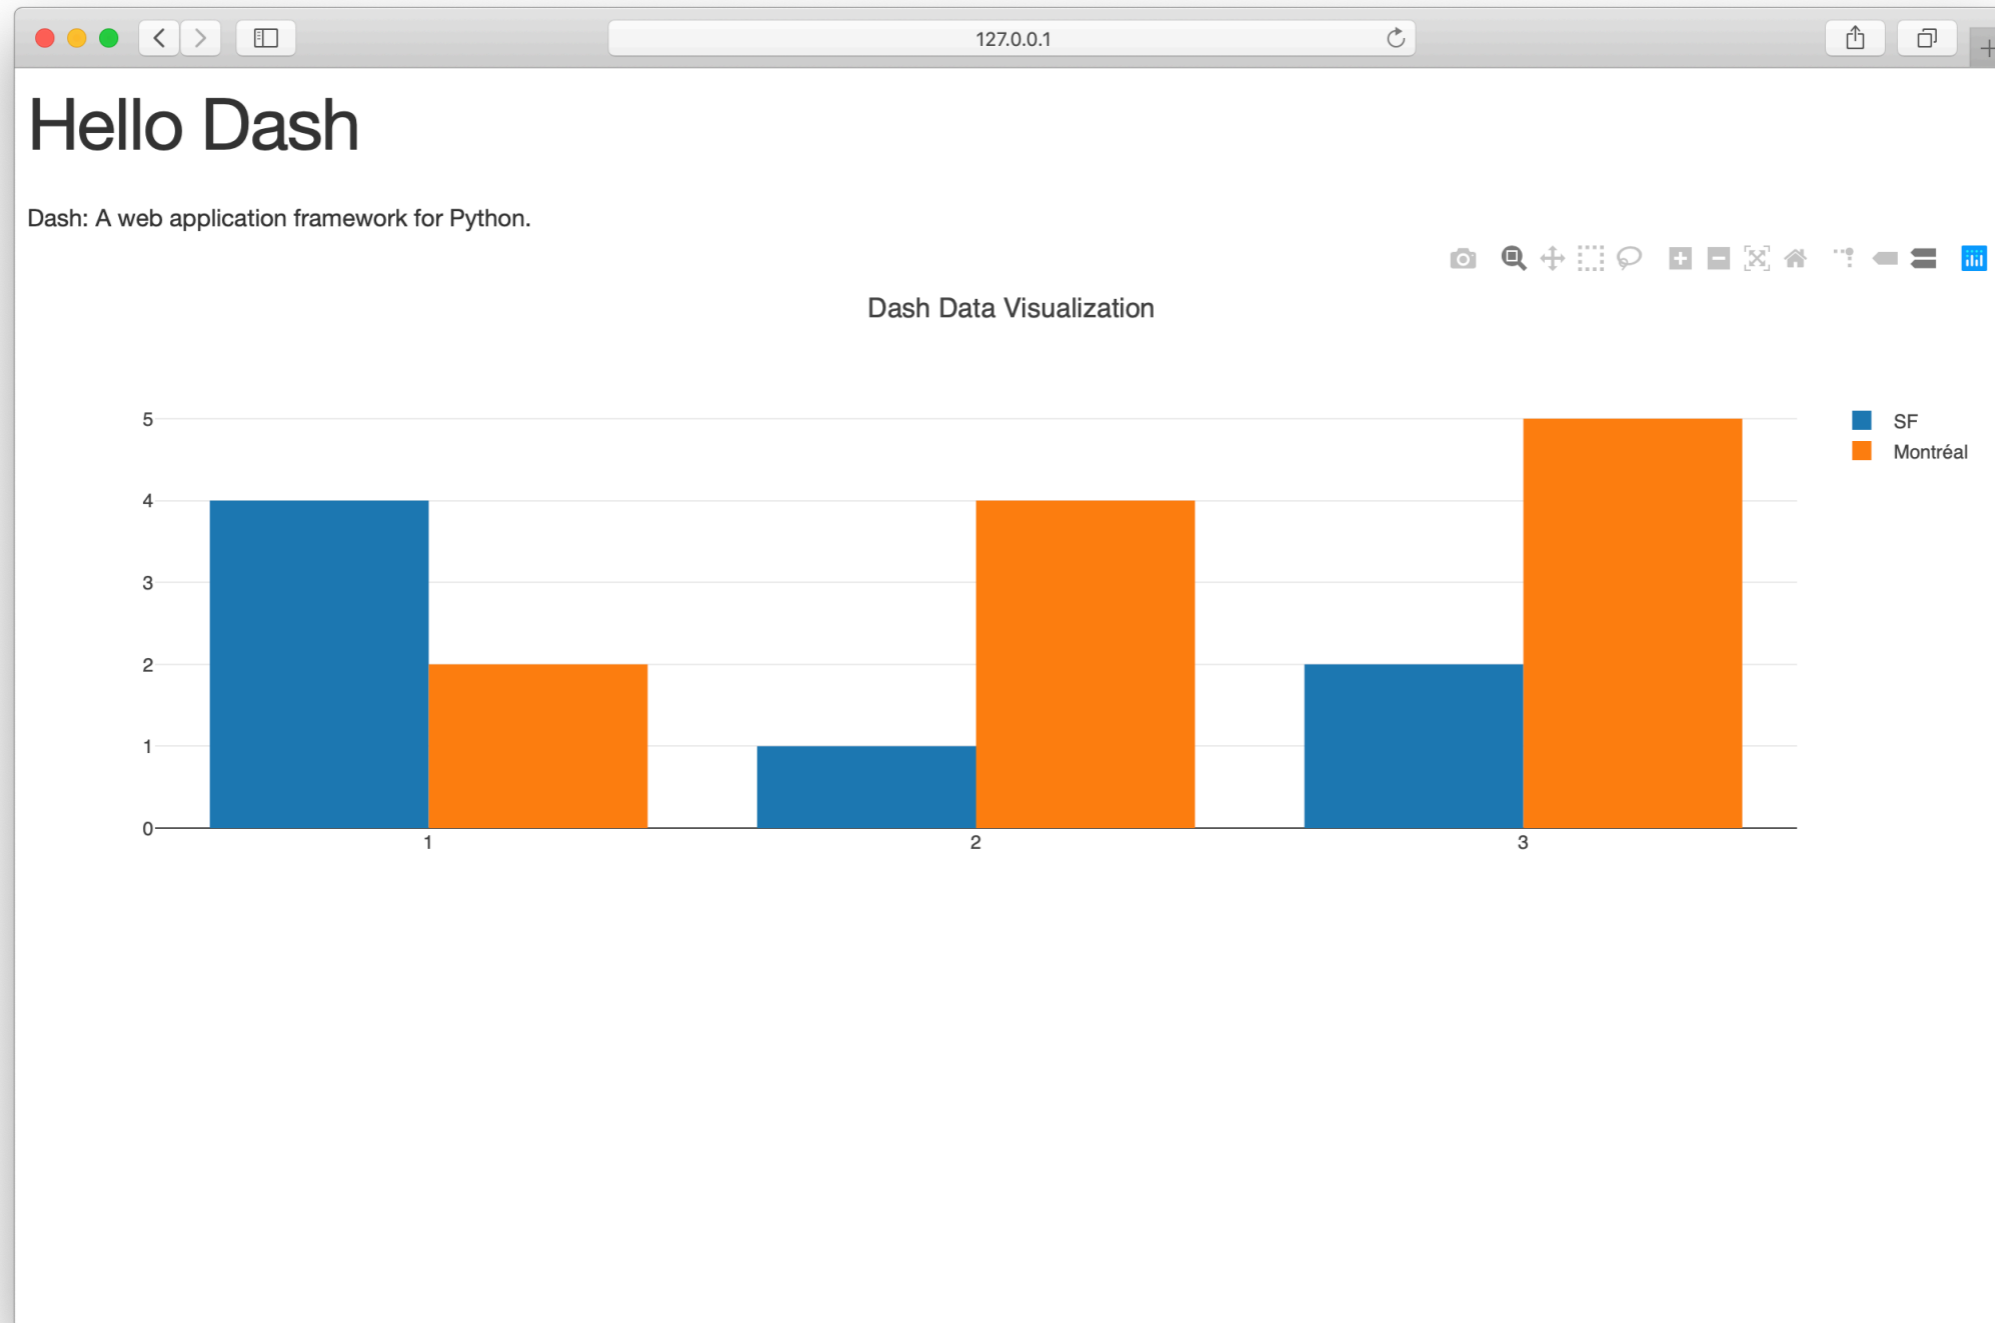 127.0.0.1
Hello Dash
Dash: A web application framework for Python.
Dash Data Visualization
5
4
3
2
1
0
1 2 3
SF
Montréal